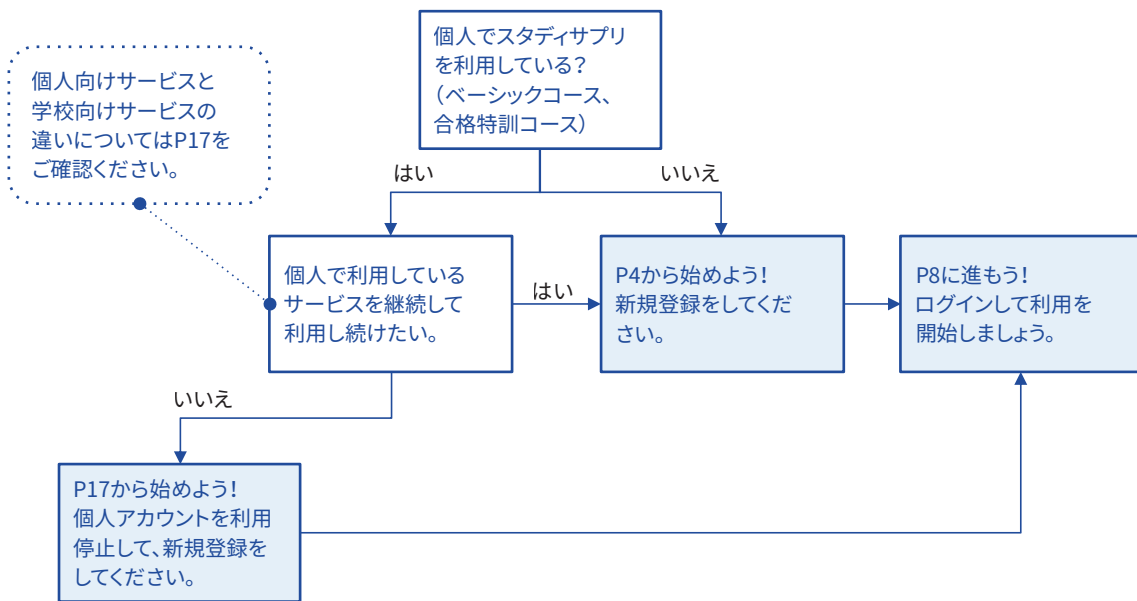 個人でスタディサプリ
を利用している？
（ベーシックコース、
合格特訓コース）
個人向けサービスと
学校向けサービスの
違いについてはP17を
ご確認ください。
はい
いいえ
個人で利用している
サービスを継続して
利用し続けたい。
はい
P4から始めよう！
新規登録をしてくだ
さい。
P8に進もう！
ログインして利用を
開始しましょう。
いいえ
P17から始めよう！
個人アカウントを利用
停止して、新規登録を
してください。